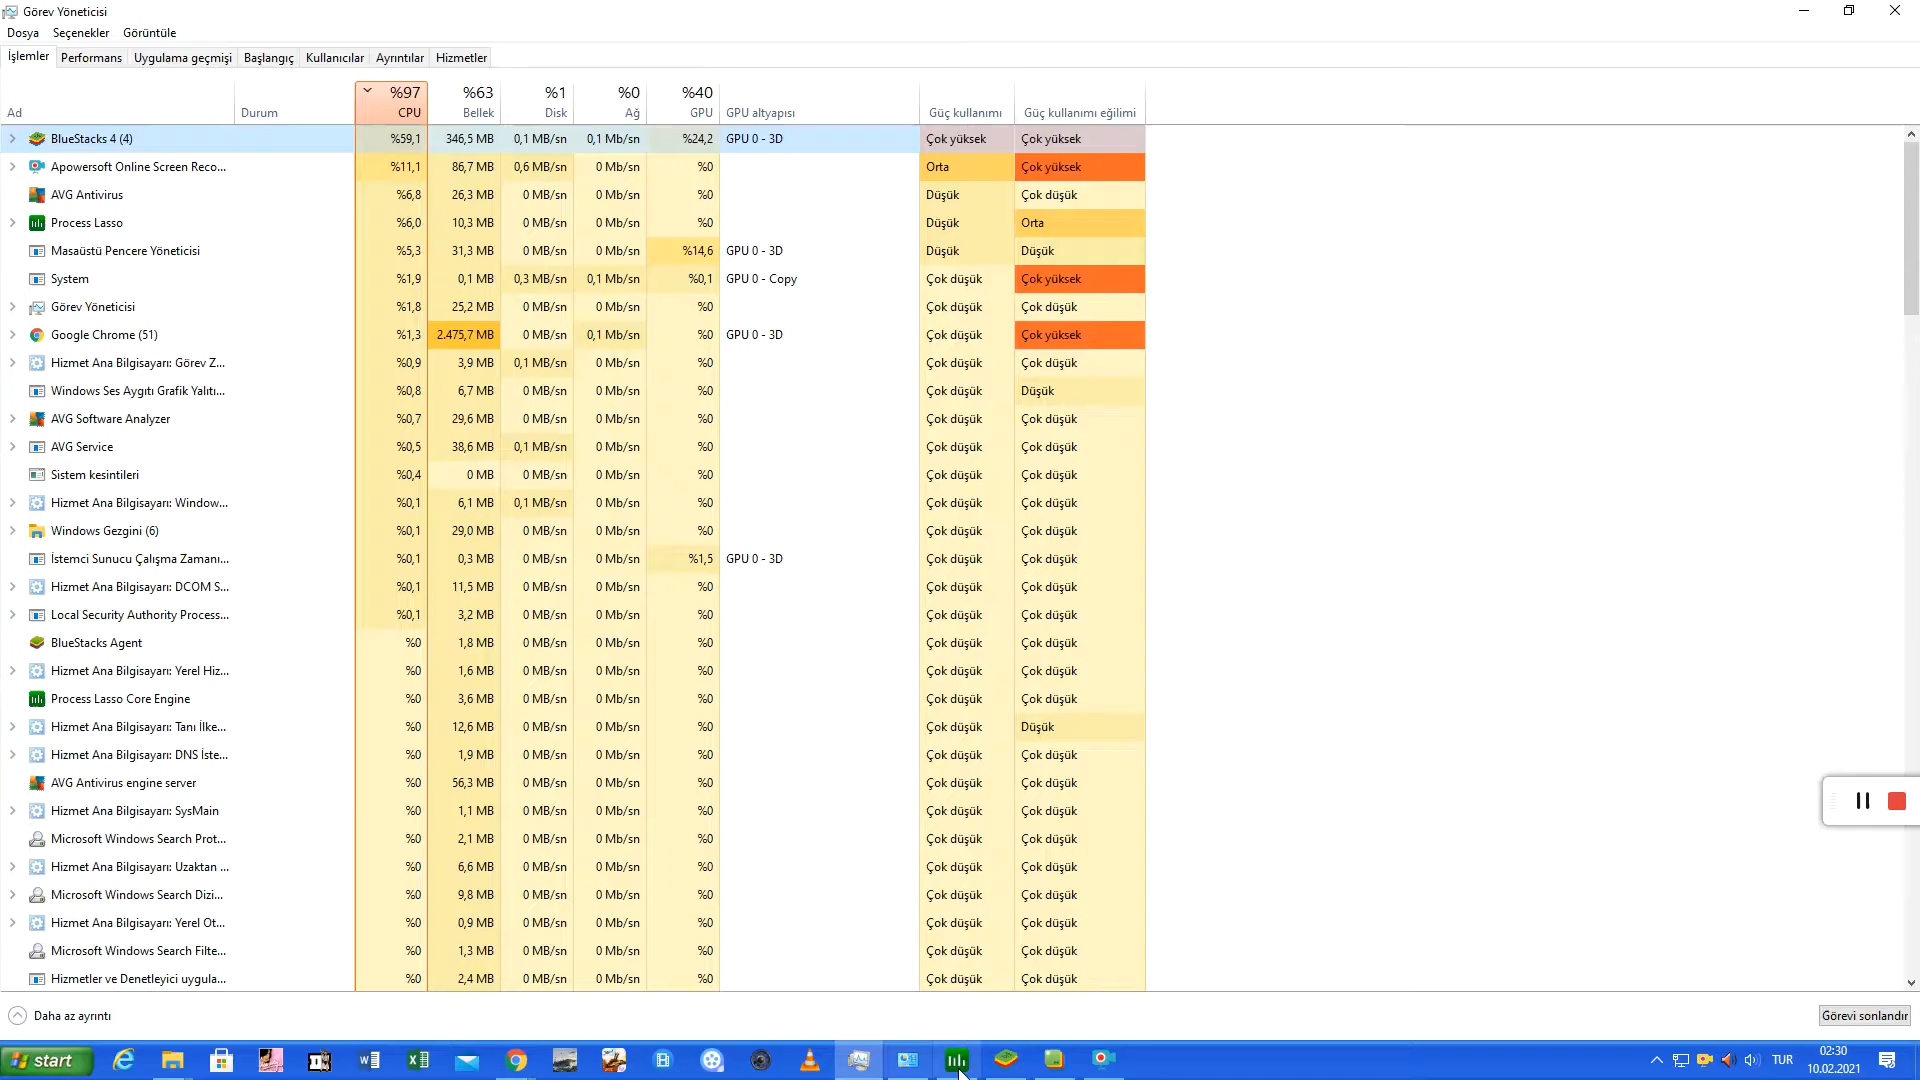 Görev Yöneticisi
Dosya Seçenekler Görüntüle
İşlemler Performans Uygulama geçmişi Başlangıç Kullanıcılar Ayrıntılar Hizmetler
%97 %63 %1 %0 %40
Ad Durum CPU Bellek Disk Ağ GPU GPU altyapısı Güç kullanımı Güç kullanımı eğilimi
BlueStacks 4 (4) %59,1 346,5 MB 0,1 MB/sn 0,1 Mb/sn %24,2 GPU 0 - 3D Çok yüksek Çok yüksek
Apowersoft Online Screen Reco... %11,1 86,7 MB 0,6 MB/sn 0 Mb/sn %0 Orta Çok yüksek
AVG Antivirus %6,8 26,3 MB 0 MB/sn 0 Mb/sn %0 Düşük Çok düşük
Process Lasso %6,0 10,3 MB 0 MB/sn 0 Mb/sn %0 Düşük Orta
Masaüstü Pencere Yöneticisi %5,3 31,3 MB 0 MB/sn 0 Mb/sn %14,6 GPU 0 - 3D Düşük Düşük
System %1,9 0,1 MB 0,3 MB/sn 0,1 Mb/sn %0,1 GPU 0 - Copy Çok düşük Çok yüksek
Görev Yöneticisi %1,8 25,2 MB 0 MB/sn 0 Mb/sn %0 Çok düşük Çok düşük
Google Chrome (51) %1,3 2.475,7 MB 0 MB/sn 0,1 Mb/sn %0 GPU 0 - 3D Çok düşük Çok yüksek
Hizmet Ana Bilgisayarı: Görev Z... %0,9 3,9 MB 0,1 MB/sn 0 Mb/sn %0 Çok düşük Çok düşük
Windows Ses Aygıtı Grafik Yalıtı... %0,8 6,7 MB 0 MB/sn 0 Mb/sn %0 Çok düşük Düşük
AVG Software Analyzer %0,7 29,6 MB 0 MB/sn 0 Mb/sn %0 Çok düşük Çok düşük
AVG Service %0,5 38,6 MB 0,1 MB/sn 0 Mb/sn %0 Çok düşük Çok düşük
Sistem kesintileri %0,4 0 MB 0 MB/sn 0 Mb/sn %0 Çok düşük Çok düşük
Hizmet Ana Bilgisayarı: Window... %0,1 6,1 MB 0,1 MB/sn 0 Mb/sn %0 Çok düşük Çok düşük
Windows Gezgini (6) %0,1 29,0 MB 0 MB/sn 0 Mb/sn %0 Çok düşük Çok düşük
İstemci Sunucu Çalışma Zamanı... %0,1 0,3 MB 0 MB/sn 0 Mb/sn %1,5 GPU 0 - 3D Çok düşük Çok düşük
Hizmet Ana Bilgisayarı: DCOM S... %0,1 11,5 MB 0 MB/sn 0 Mb/sn %0 Çok düşük Çok düşük
Local Security Authority Process... %0,1 3,2 MB 0 MB/sn 0 Mb/sn %0 Çok düşük Çok düşük
BlueStacks Agent %0 1,8 MB 0 MB/sn 0 Mb/sn %0 Çok düşük Çok düşük
Hizmet Ana Bilgisayarı: Yerel Hiz... %0 1,6 MB 0 MB/sn 0 Mb/sn %0 Çok düşük Çok düşük
Process Lasso Core Engine %0 3,6 MB 0 MB/sn 0 Mb/sn %0 Çok düşük Çok düşük
Hizmet Ana Bilgisayarı: Tanı İlke... %0 12,6 MB 0 MB/sn 0 Mb/sn %0 Çok düşük Düşük
Hizmet Ana Bilgisayarı: DNS İste... %0 1,9 MB 0 MB/sn 0 Mb/sn %0 Çok düşük Çok düşük
AVG Antivirus engine server %0 56,3 MB 0 MB/sn 0 Mb/sn %0 Çok düşük Çok düşük
Hizmet Ana Bilgisayarı: SysMain %0 1,1 MB 0 MB/sn 0 Mb/sn %0 Çok düşük Çok düşük
Microsoft Windows Search Prot... %0 2,1 MB 0 MB/sn 0 Mb/sn %0 Çok düşük Çok düşük
Hizmet Ana Bilgisayarı: Uzaktan ... %0 6,6 MB 0 MB/sn 0 Mb/sn %0 Çok düşük Çok düşük
Microsoft Windows Search Dizi... %0 9,8 MB 0 MB/sn 0 Mb/sn %0 Çok düşük Çok düşük
Hizmet Ana Bilgisayarı: Yerel Ot... %0 0,9 MB 0 MB/sn 0 Mb/sn %0 Çok düşük Çok düşük
Microsoft Windows Search Filte... %0 1,3 MB 0 MB/sn 0 Mb/sn %0 Çok düşük Çok düşük
Hizmetler ve Denetleyici uygula... %0 2,4 MB 0 MB/sn 0 Mb/sn %0 Çok düşük Çok düşük
Daha az ayrıntı Görevi sonlandır
start TUR 02:30
10.02.2021